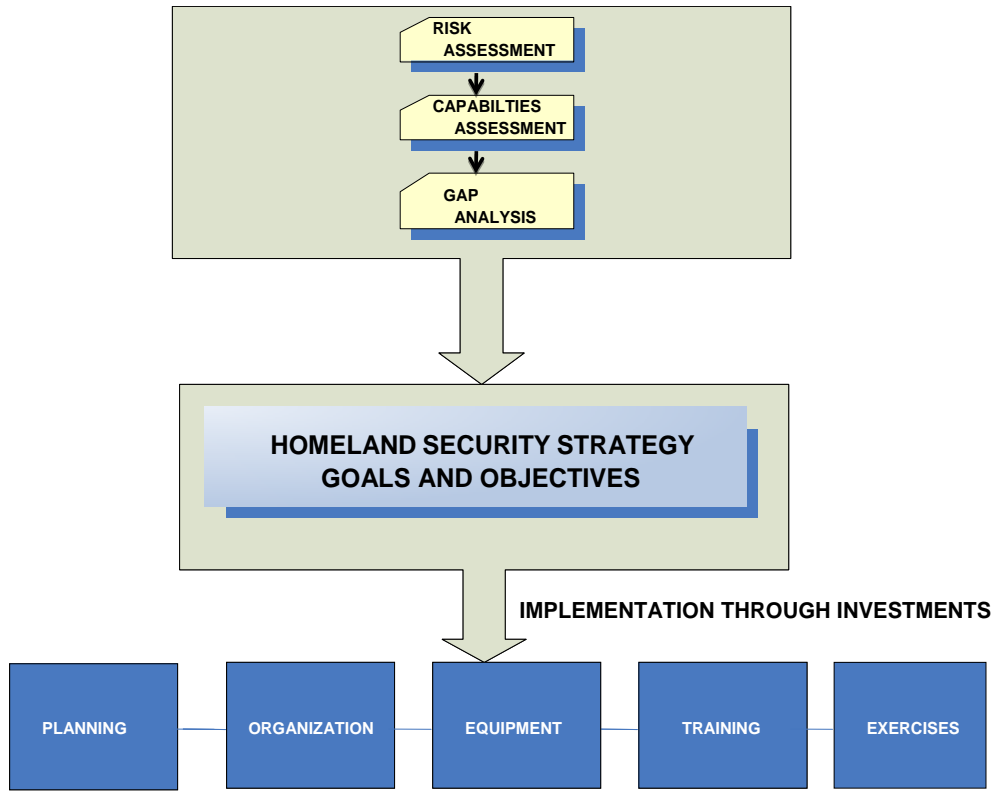 RISK
ASSESSMENT
CAPABILTIES
ASSESSMENT
GAP
ANALYSIS
HOMELAND SECURITY STRATEGY
GOALS AND OBJECTIVES
IMPLEMENTATION THROUGH INVESTMENTS
PLANNING
ORGANIZATION
EQUIPMENT
TRAINING
EXERCISES